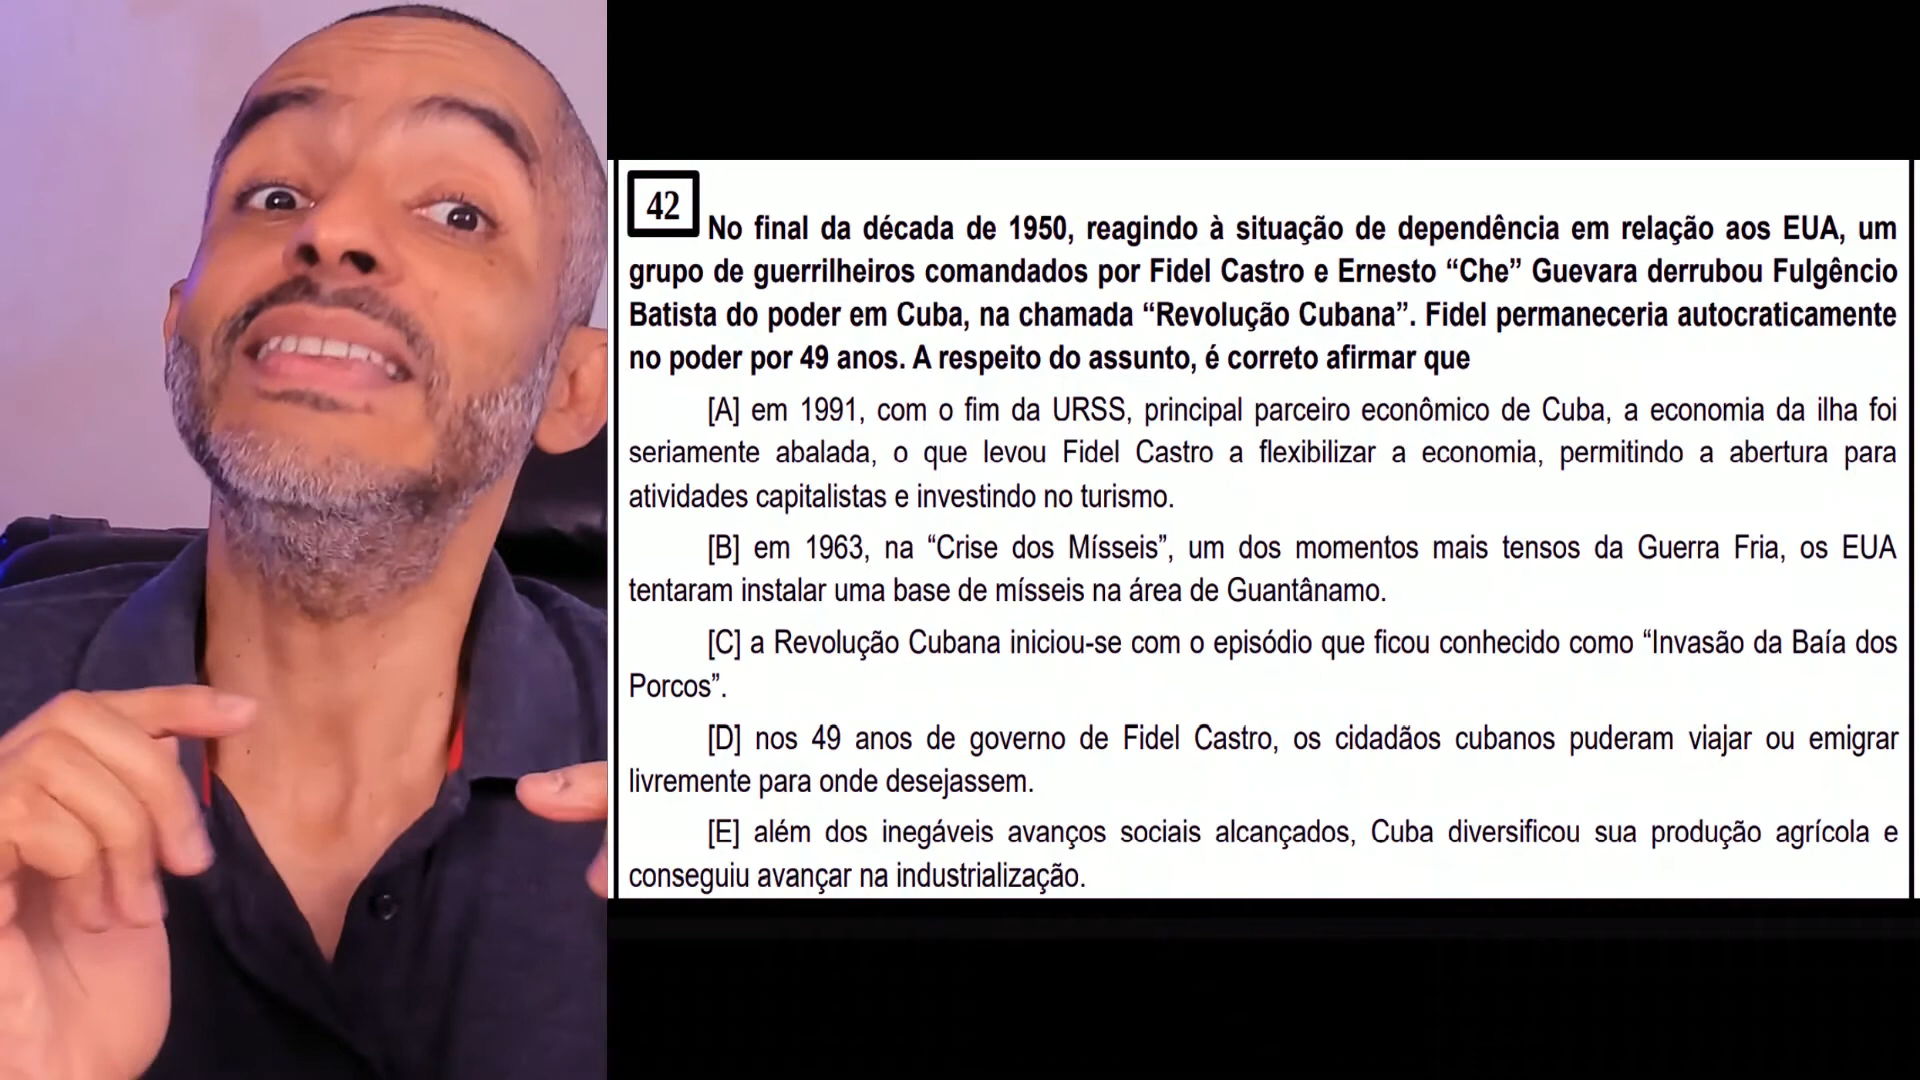 42
No final da década de 1950, reagindo à situação de dependência em relação aos EUA, um
grupo de guerrilheiros comandados por Fidel Castro e Ernesto “Che” Guevara derrubou Fulgêncio
Batista do poder em Cuba, na chamada “Revolução Cubana”. Fidel permaneceria autocraticamente
no poder por 49 anos. A respeito do assunto, é correto afirmar que
[A] em 1991, com o fim da URSS, principal parceiro econômico de Cuba, a economia da ilha foi
seriamente abalada, o que levou Fidel Castro a flexibilizar a economia, permitindo a abertura para
atividades capitalistas e investindo no turismo.
[B] em 1963, na “Crise dos Mísseis”, um dos momentos mais tensos da Guerra Fria, os EUA
tentaram instalar uma base de mísseis na área de Guantânamo.
[C] a Revolução Cubana iniciou-se com o episódio que ficou conhecido como “Invasão da Baía dos
Porcos”.
[D] nos 49 anos de governo de Fidel Castro, os cidadãos cubanos puderam viajar ou emigrar
livremente para onde desejassem.
[E] além dos inegáveis avanços sociais alcançados, Cuba diversificou sua produção agrícola e
conseguiu avançar na industrialização.